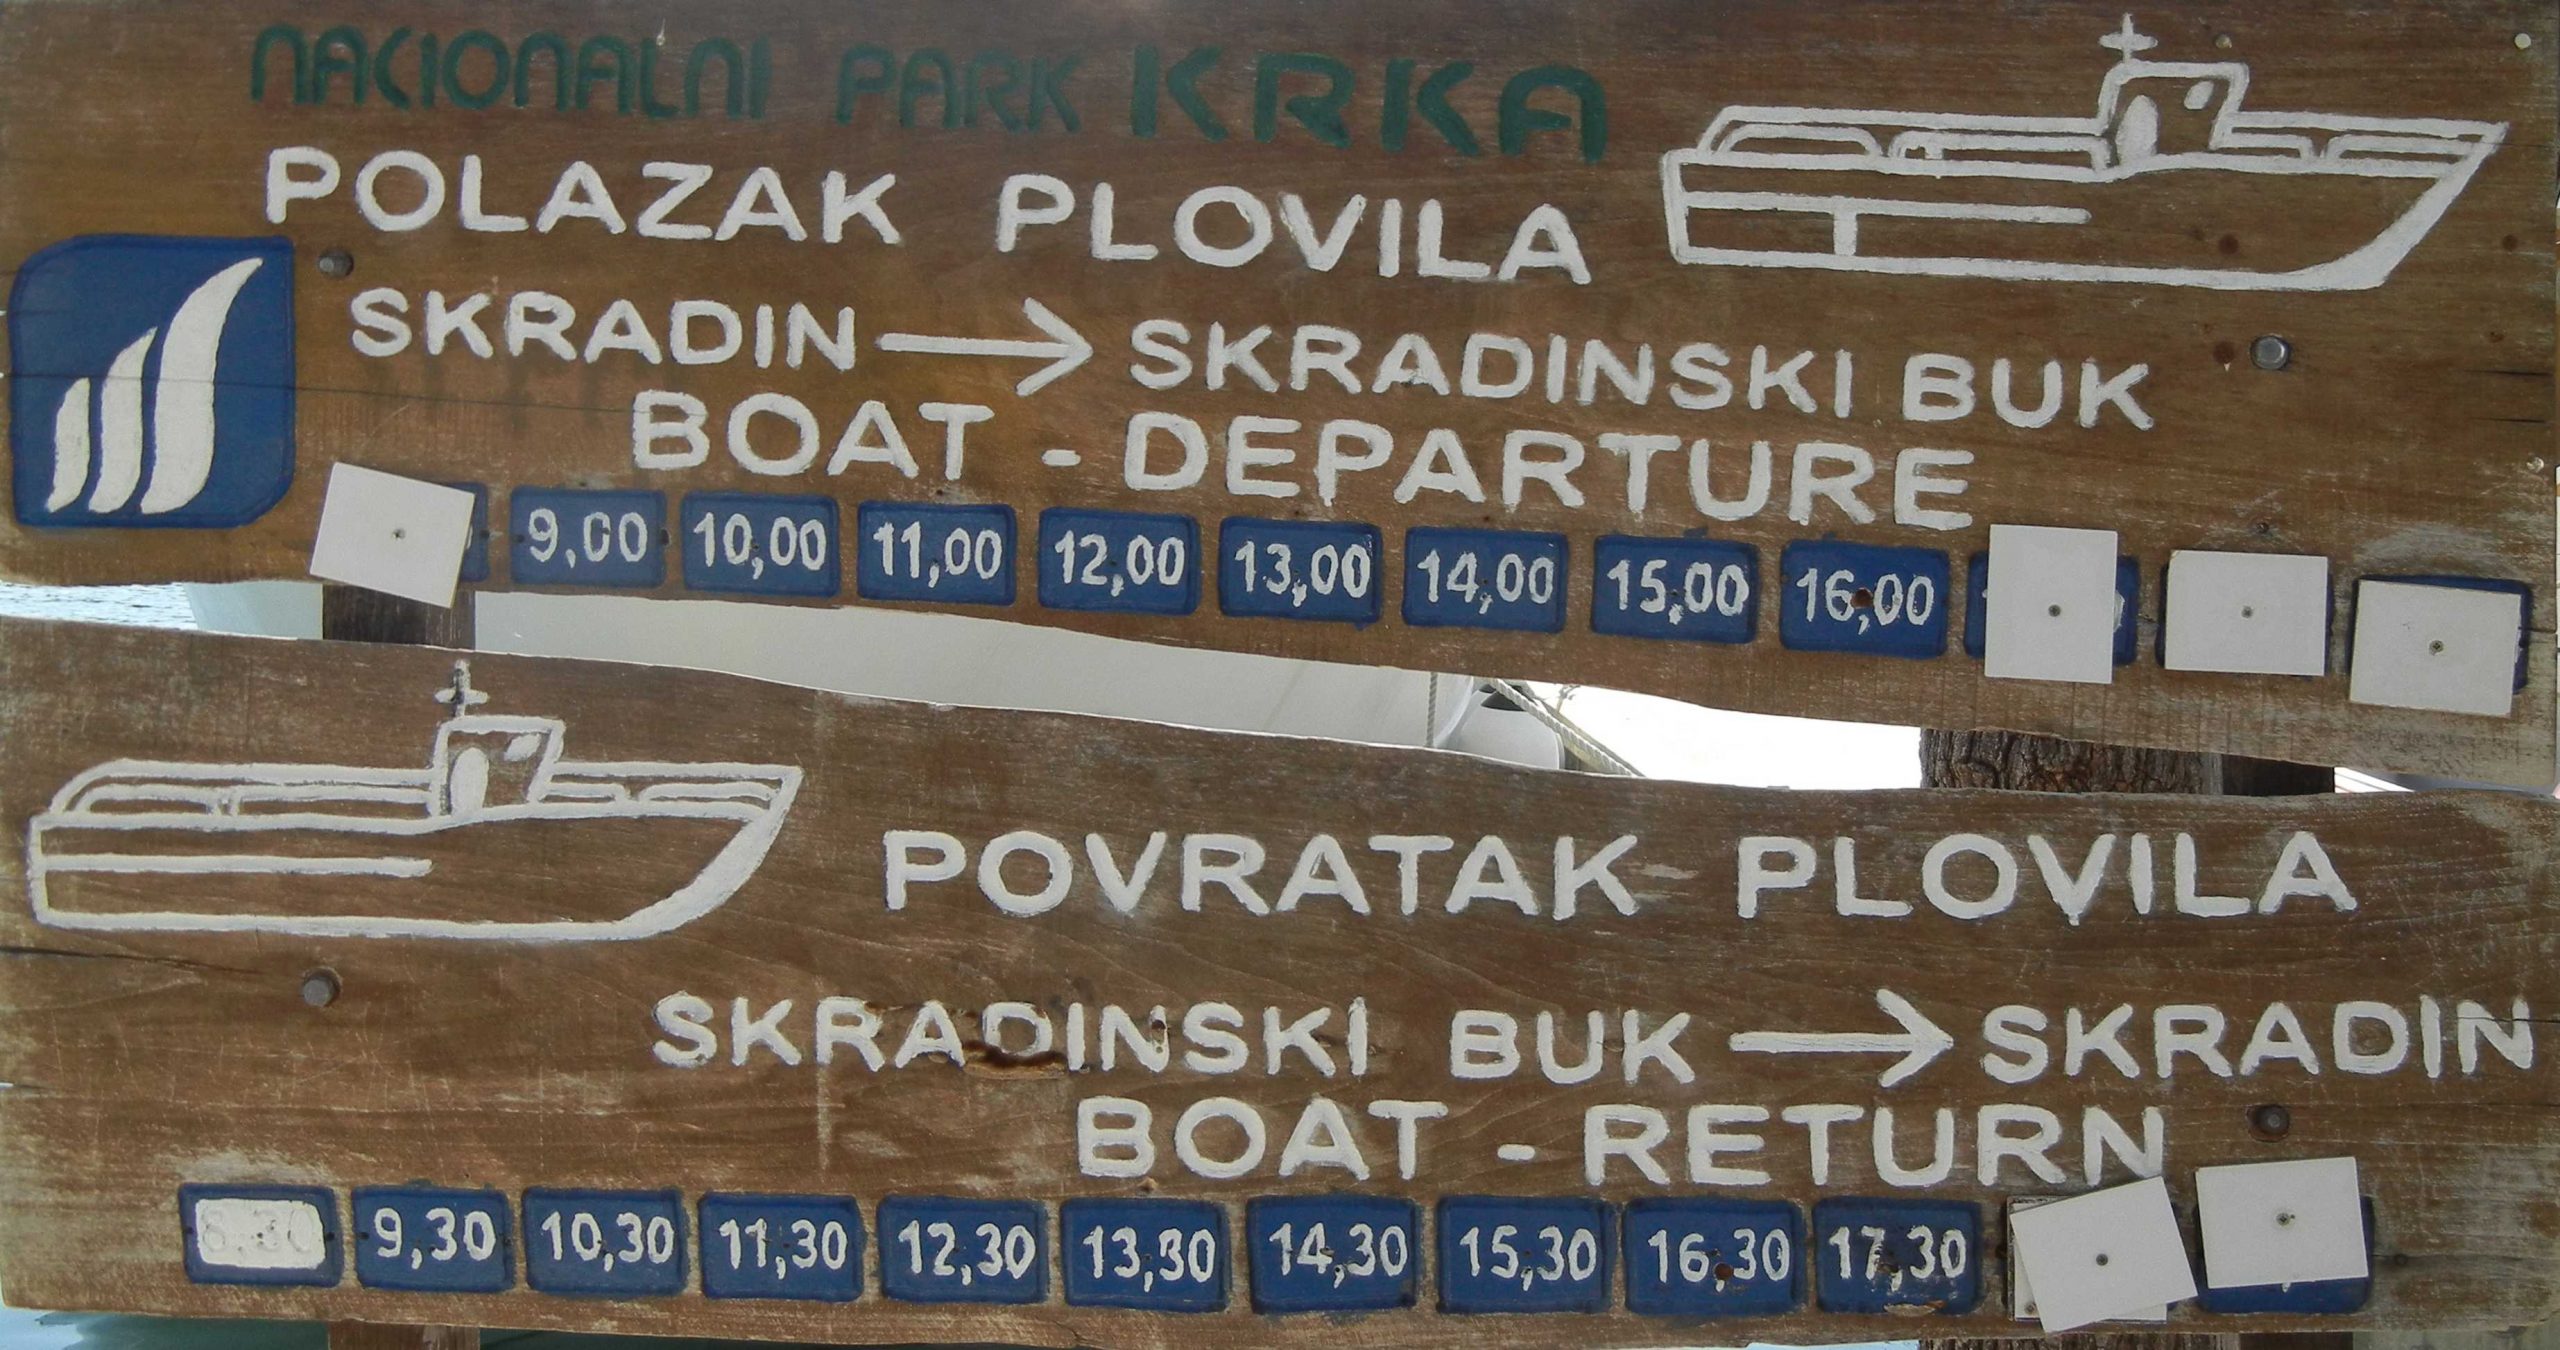 NACIONALNI PARK KRKA
POLAZAK PLOVILA
SKRADIN → SKRADINSKI BUK
BOAT - DEPARTURE
9,00 10,00 11,00 12,00 13,00 14,00 15,00 16,00
POVRATAK PLOVILA
SKRADINSKI BUK → SKRADIN
BOAT - RETURN
8,30 9,30 10,30 11,30 12,30 13,30 14,30 15,30 16,30 17,30